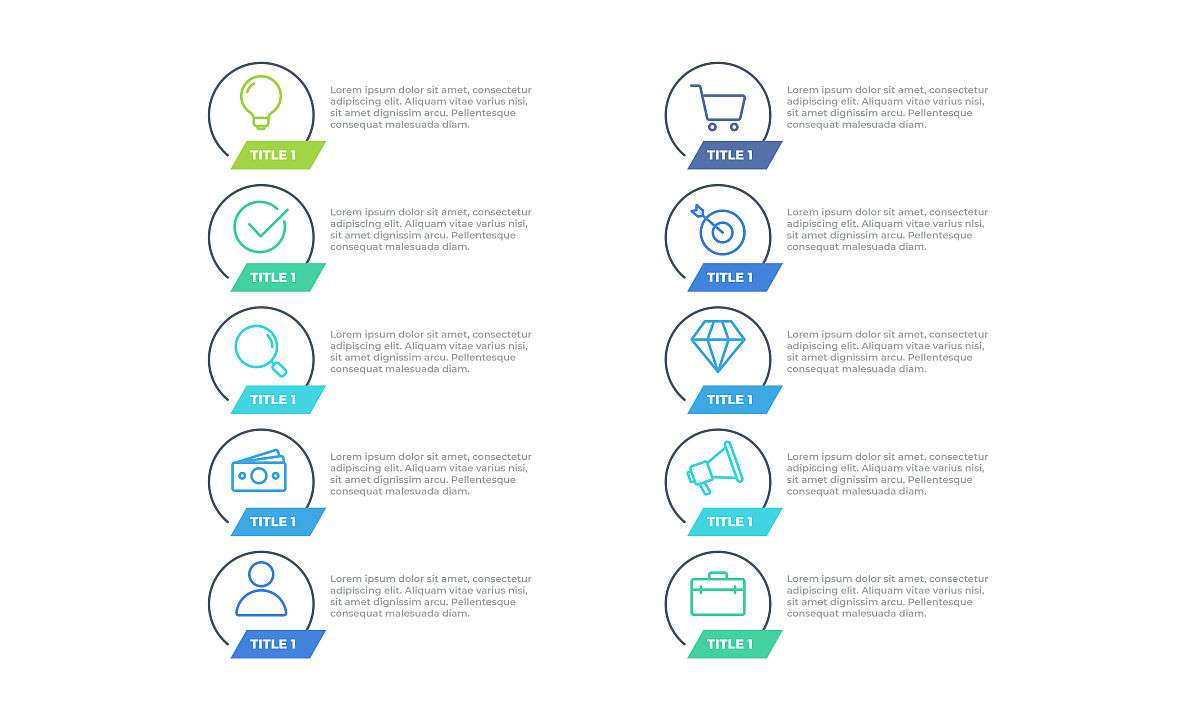 Lorem ipsum dolor sit amet, consectetur
adipiscing elit. Aliquam vitae varius nisi,
sit amet dignissim arcu. Pellentesque
consequat malesuada diam.
TITLE 1
Lorem ipsum dolor sit amet, consectetur
adipiscing elit. Aliquam vitae varius nisi,
sit amet dignissim arcu. Pellentesque
consequat malesuada diam.
TITLE 1
Lorem ipsum dolor sit amet, consectetur
adipiscing elit. Aliquam vitae varius nisi,
sit amet dignissim arcu. Pellentesque
consequat malesuada diam.
TITLE 1
Lorem ipsum dolor sit amet, consectetur
adipiscing elit. Aliquam vitae varius nisi,
sit amet dignissim arcu. Pellentesque
consequat malesuada diam.
TITLE 1
Lorem ipsum dolor sit amet, consectetur
adipiscing elit. Aliquam vitae varius nisi,
sit amet dignissim arcu. Pellentesque
consequat malesuada diam.
TITLE 1
Lorem ipsum dolor sit amet, consectetur
adipiscing elit. Aliquam vitae varius nisi,
sit amet dignissim arcu. Pellentesque
consequat malesuada diam.
TITLE 1
Lorem ipsum dolor sit amet, consectetur
adipiscing elit. Aliquam vitae varius nisi,
sit amet dignissim arcu. Pellentesque
consequat malesuada diam.
TITLE 1
Lorem ipsum dolor sit amet, consectetur
adipiscing elit. Aliquam vitae varius nisi,
sit amet dignissim arcu. Pellentesque
consequat malesuada diam.
TITLE 1
Lorem ipsum dolor sit amet, consectetur
adipiscing elit. Aliquam vitae varius nisi,
sit amet dignissim arcu. Pellentesque
consequat malesuada diam.
TITLE 1
Lorem ipsum dolor sit amet, consectetur
adipiscing elit. Aliquam vitae varius nisi,
sit amet dignissim arcu. Pellentesque
consequat malesuada diam.
TITLE 1